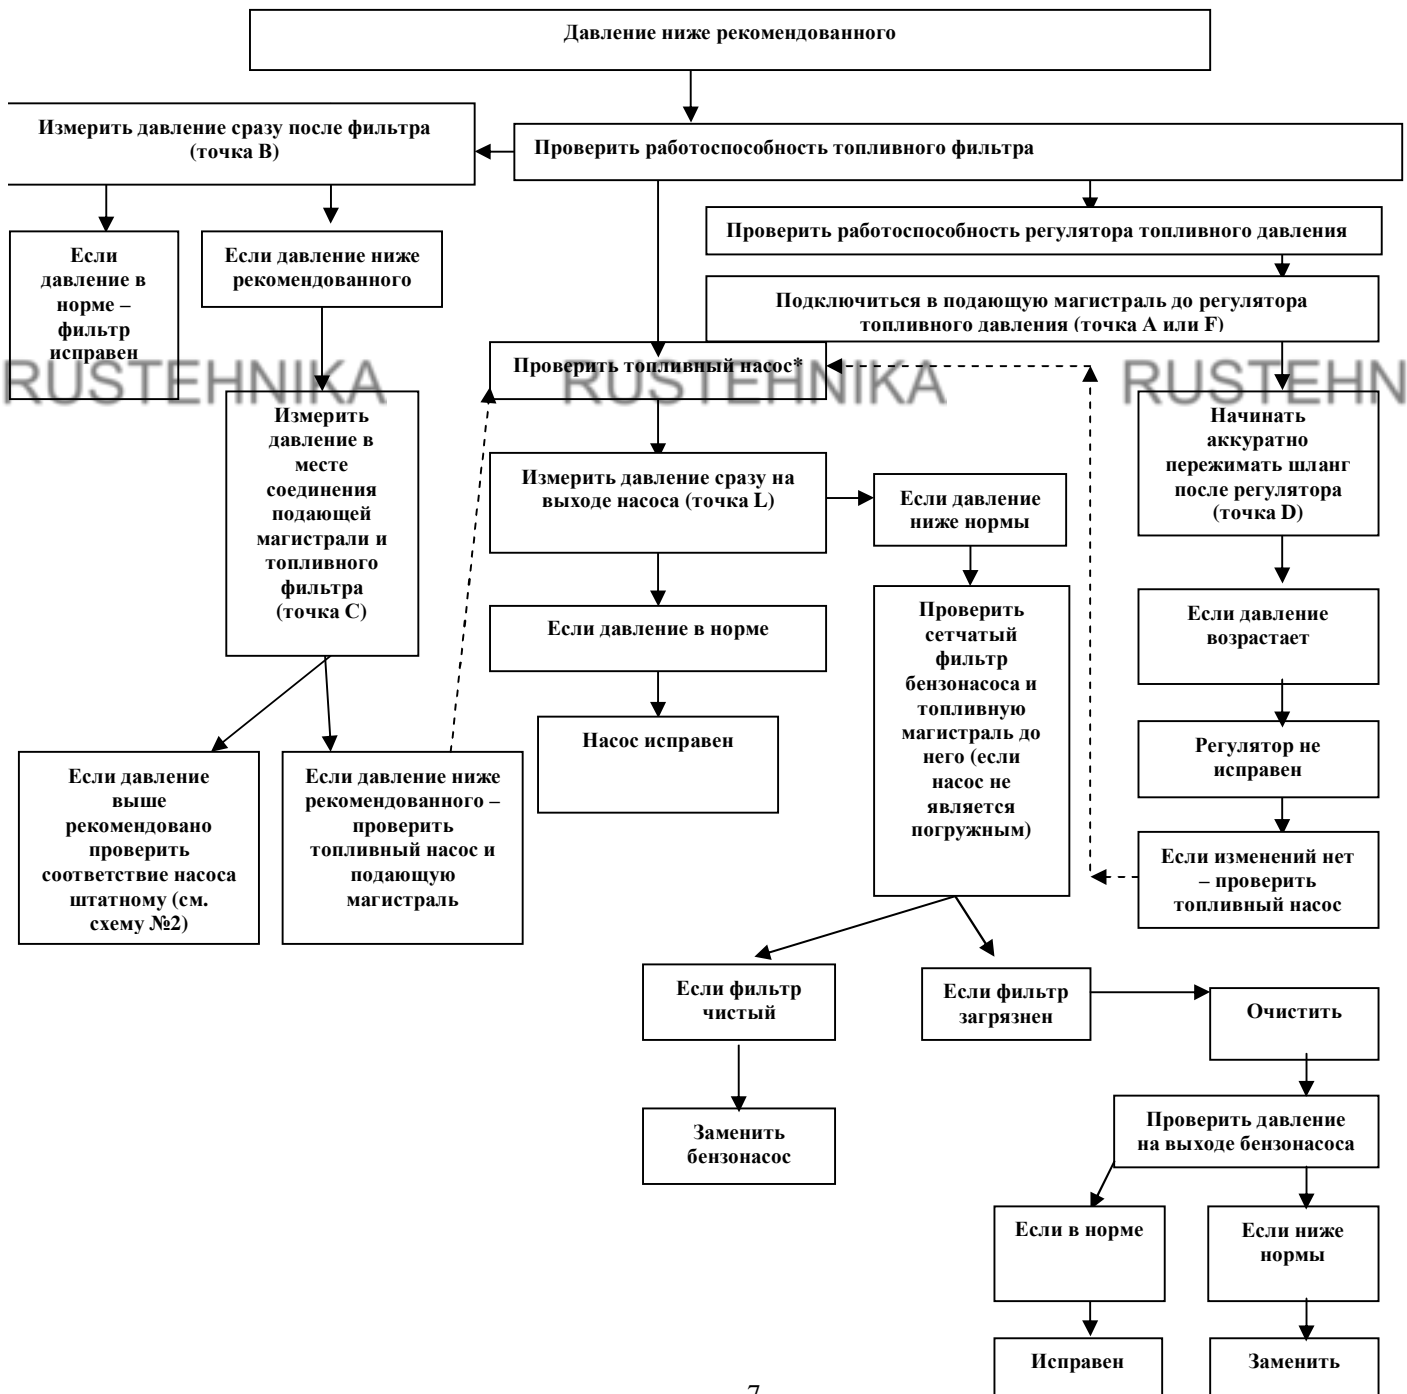 Давление ниже рекомендованного
Измерить давление сразу после фильтра
(точка В)
Проверить работоспособность топливного фильтра
Если
давление в
норме –
фильтр
исправен
Если давление ниже
рекомендованного
Проверить работоспособность регулятора топливного давления
Подключиться в подающую магистраль до регулятора
топливного давления (точка А или F)
RUSTEHNIKA
RUSTEHNIKA
RUSTEHN
Проверить топливный насос*
Измерить
давление в
месте
соединения
подающей
магистрали и
топливного
фильтра
(точка С)
Измерить давление сразу на
выходе насоса (точка L)
Если давление
ниже нормы
Начинать
аккуратно
пережимать шланг
после регулятора
(точка D)
Если давление в норме
Проверить
сетчатый
фильтр
бензонасоса и
топливную
магистраль до
него (если
насос не
является
погружным)
Если давление
возрастает
Насос исправен
Регулятор не
исправен
Если давление
выше
рекомендовано
проверить
соответствие насоса
штатному (см.
схему №2)
Если давление ниже
рекомендованного –
проверить
топливный насос и
подающую
магистраль
Если изменений нет
– проверить
топливный насос
Если фильтр
чистый
Если фильтр
загрязнен
Очистить
Заменить
бензонасос
Проверить давление
на выходе бензонасоса
Если в норме
Если ниже
нормы
Исправен
Заменить
7